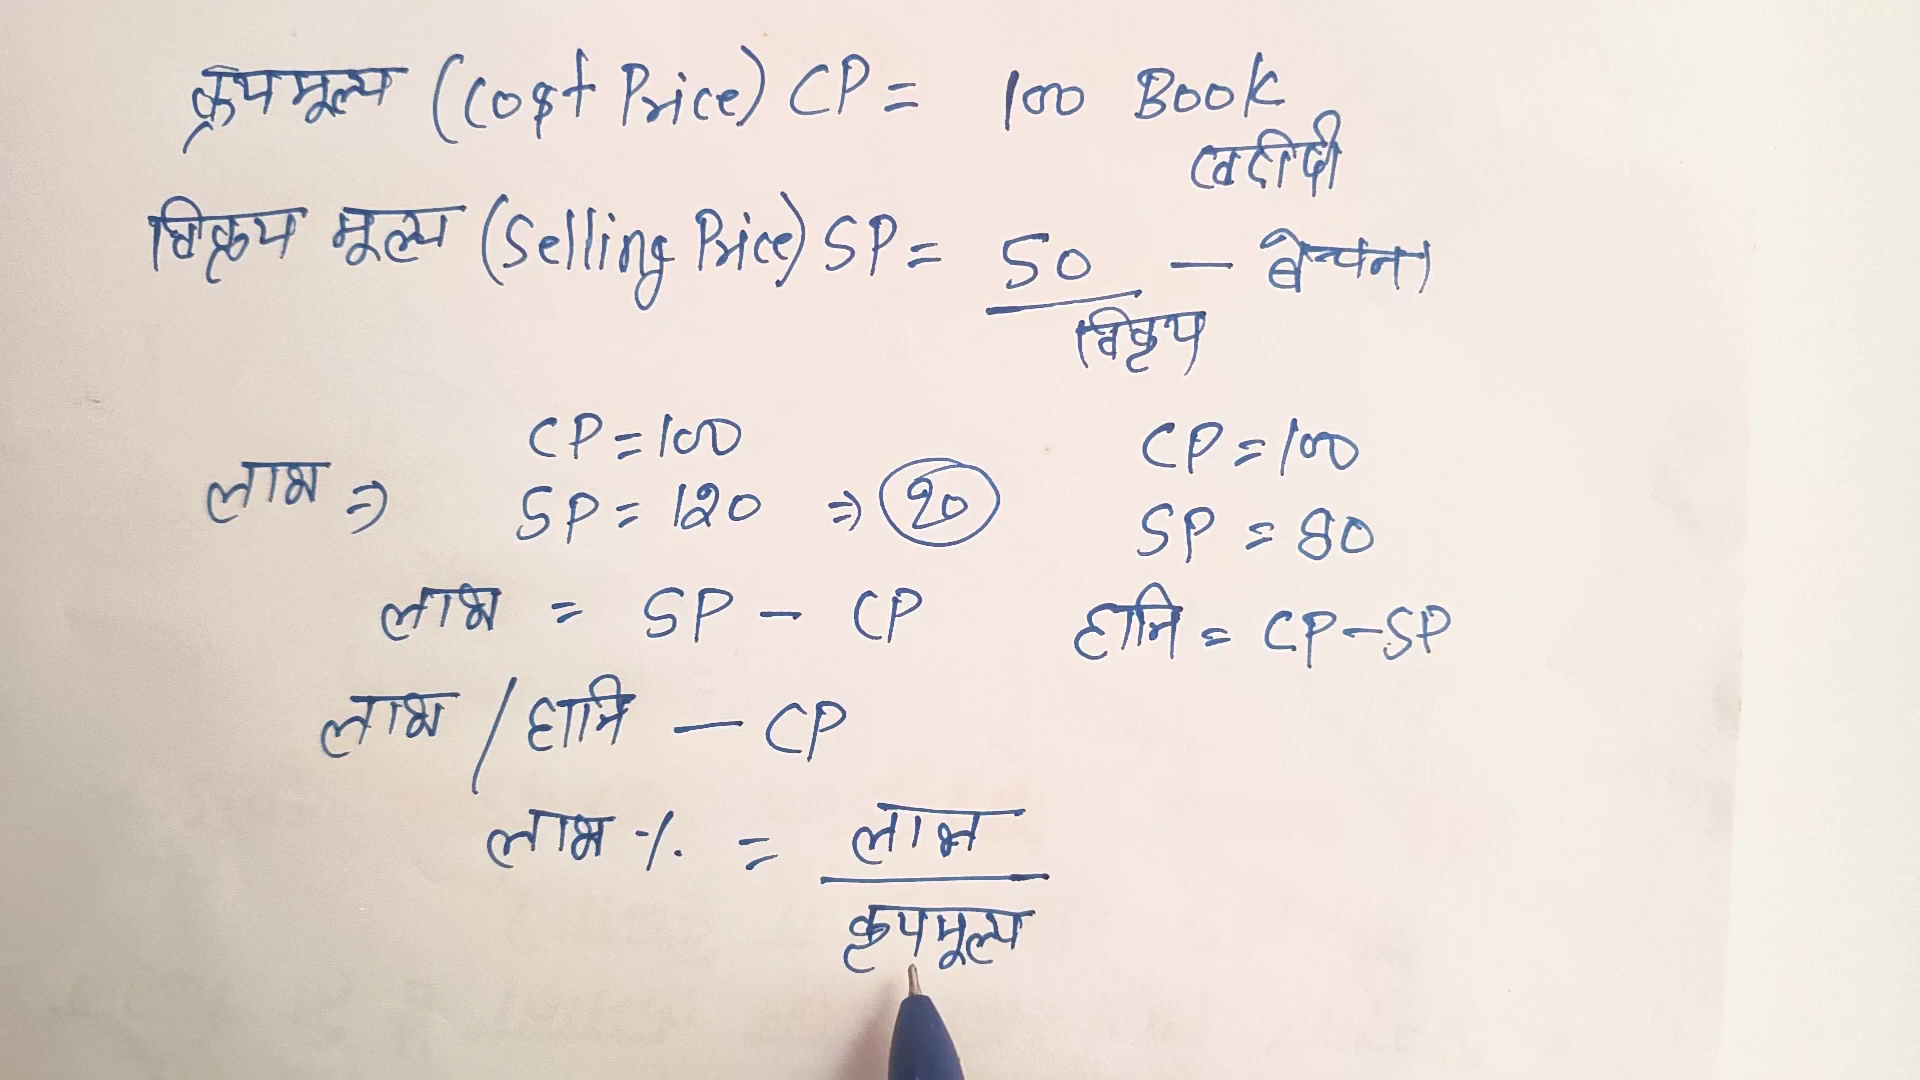 क्रयमूल्य (Cost Price) CP = 100 Book
खरीदी
विक्रय मूल्य (Selling Price) SP = 50 — बेचना
विक्रय
CP = 100
लाभ ⇒ SP = 120 ⇒ 20
CP = 100
SP = 80
लाभ = SP - CP
हानि = CP - SP
लाभ / हानि — CP
लाभ % = लाभ
क्रयमूल्य